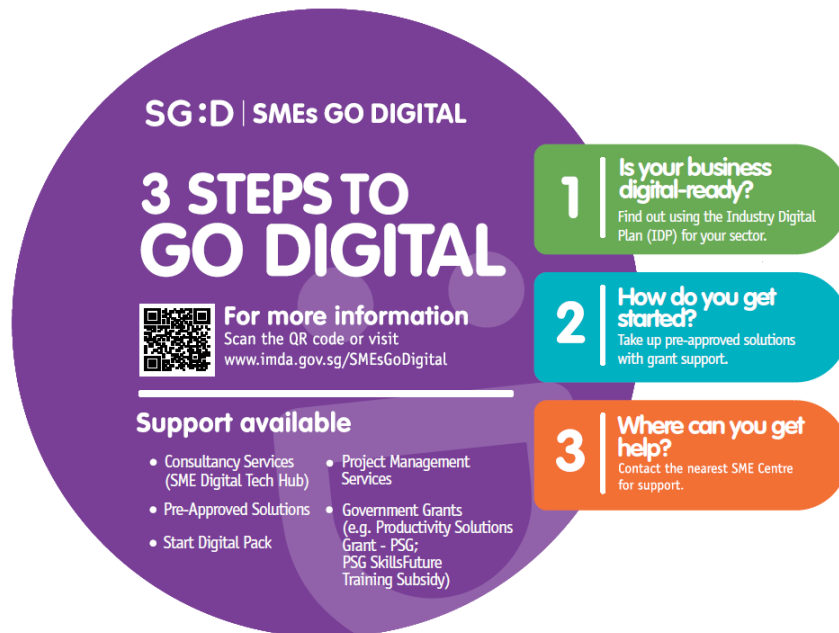 SG:D | SMEs GO DIGITAL
3 STEPS TO
GO DIGITAL
For more information
Scan the QR code or visit
www.imda.gov.sg/SMEsGoDigital
Support available
• Consultancy Services
(SME Digital Tech Hub)
• Pre-Approved Solutions
• Start Digital Pack
• Project Management
Services
• Government Grants
(e.g. Productivity Solutions
Grant - PSG;
PSG SkillsFuture
Training Subsidy)
1
Is your business
digital-ready?
Find out using the Industry Digital
Plan (IDP) for your sector.
2
How do you get
started?
Take up pre-approved solutions
with grant support.
3
Where can you get
help?
Contact the nearest SME Centre
for support.